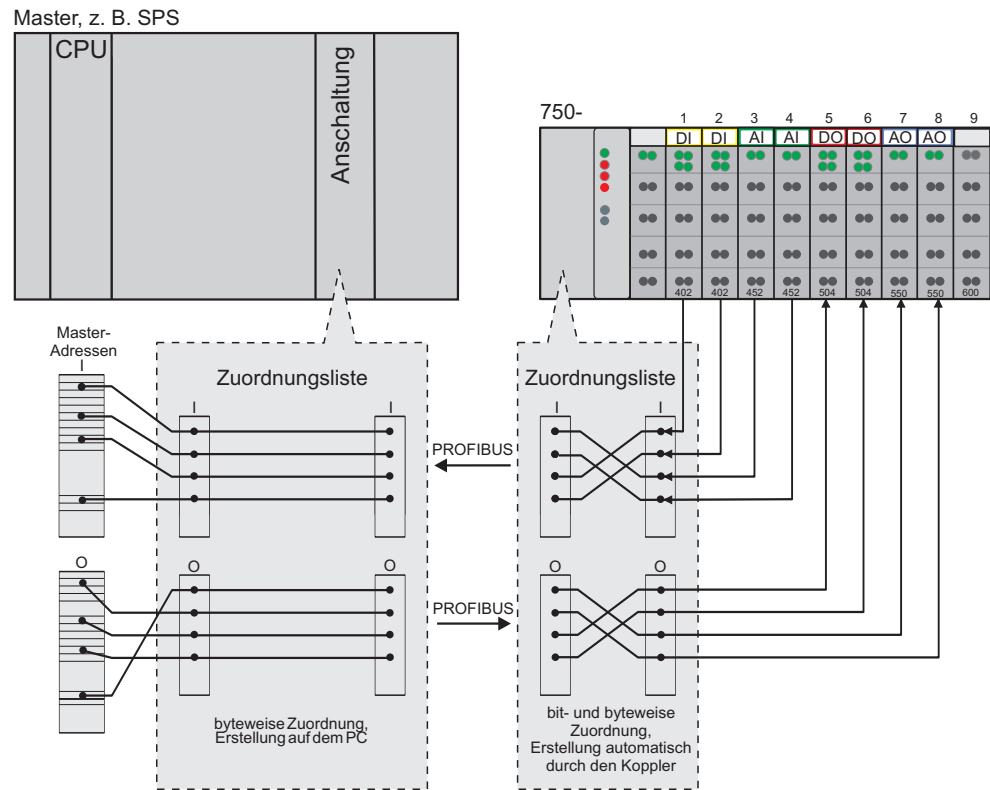 Master, z. B. SPS
CPU
Anschaltung
750-
1 2 3 4 5 6 7 8 9
DI DI AI AI DO DO AO AO
402 402 452 452 504 504 550 550 600
Master-
Adressen
I
Zuordnungsliste
I I
PROFIBUS
Zuordnungsliste
I I
O
O O
PROFIBUS
O O
byteweise Zuordnung,
Erstellung auf dem PC
bit- und byteweise
Zuordnung,
Erstellung automatisch
durch den Koppler